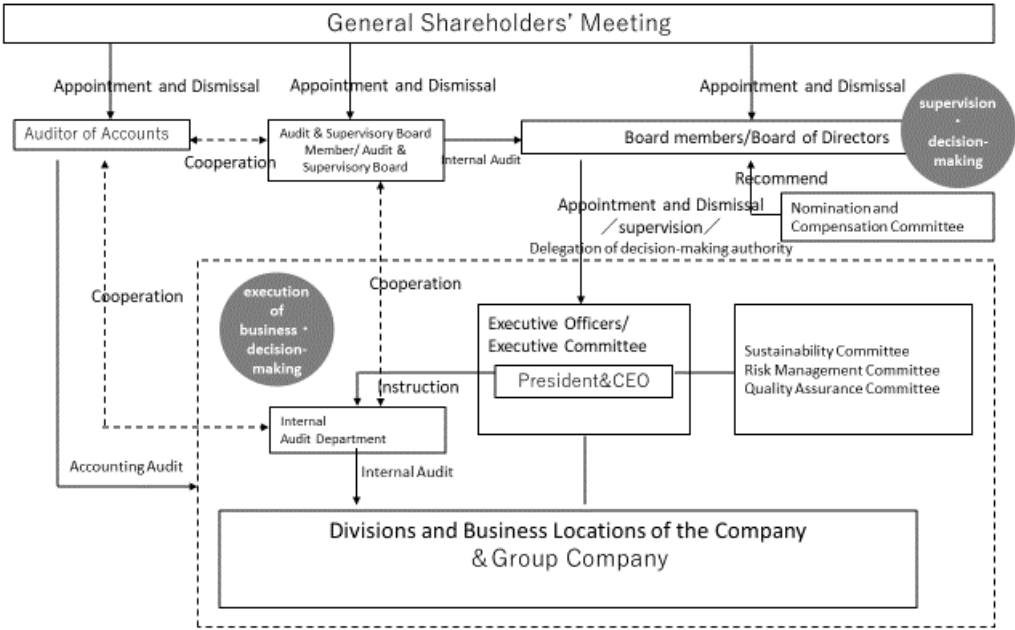 General Shareholders’ Meeting
Appointment and Dismissal
Appointment and Dismissal
Appointment and Dismissal
supervision
・
decision-
making
Auditor of Accounts
Cooperation
Audit & Supervisory Board
Member/ Audit &
Supervisory Board
Internal Audit
Board members/Board of Directors
Recommend
Nomination and
Compensation Committee
Appointment and Dismissal
／supervision／
Delegation of decision-making authority
Cooperation
execution
of
business・
decision-
making
Cooperation
Executive Officers/
Executive Committee
President&CEO
Sustainability Committee
Risk Management Committee
Quality Assurance Committee
Instruction
Internal
Audit Department
Accounting Audit
Internal Audit
Divisions and Business Locations of the Company
& Group Company